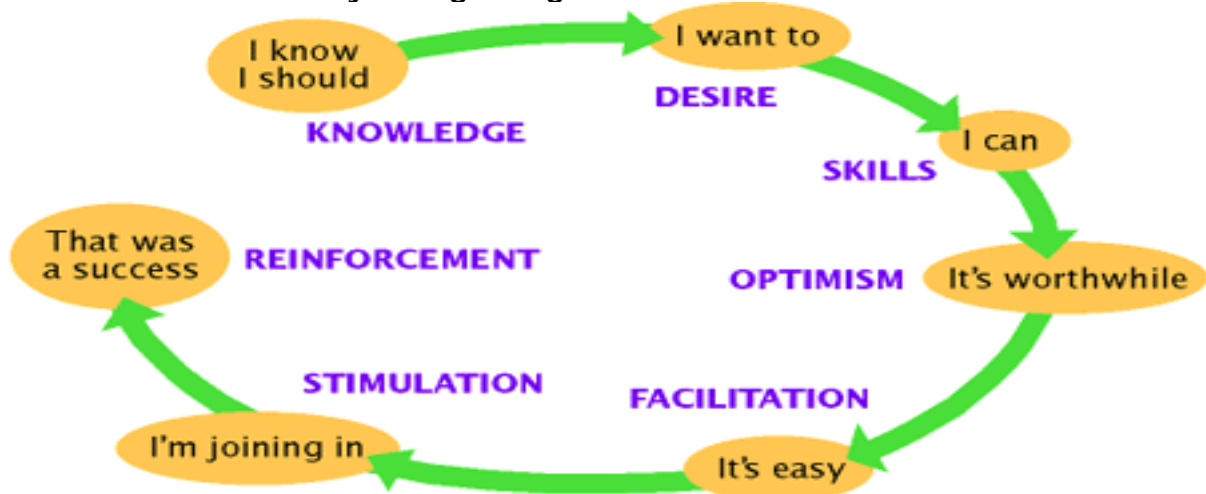 I know
I should
KNOWLEDGE
I want to
DESIRE
I can
SKILLS
It's worthwhile
OPTIMISM
It's easy
FACILITATION
I'm joining in
STIMULATION
That was
a success
REINFORCEMENT